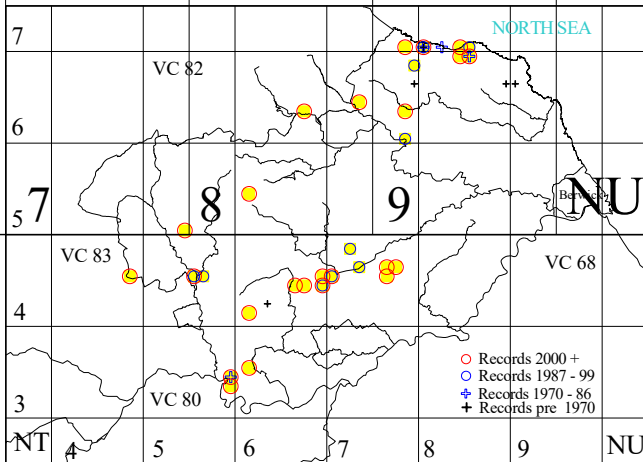 NORTH SEA
7
VC 82
6
7 8 9 NU
Berwick
5
VC 83
VC 68
4
Records 2000 +
Records 1987 - 99
Records 1970 - 86
Records pre 1970
VC 80
3
NT 4 5 6 7 8 9 NU